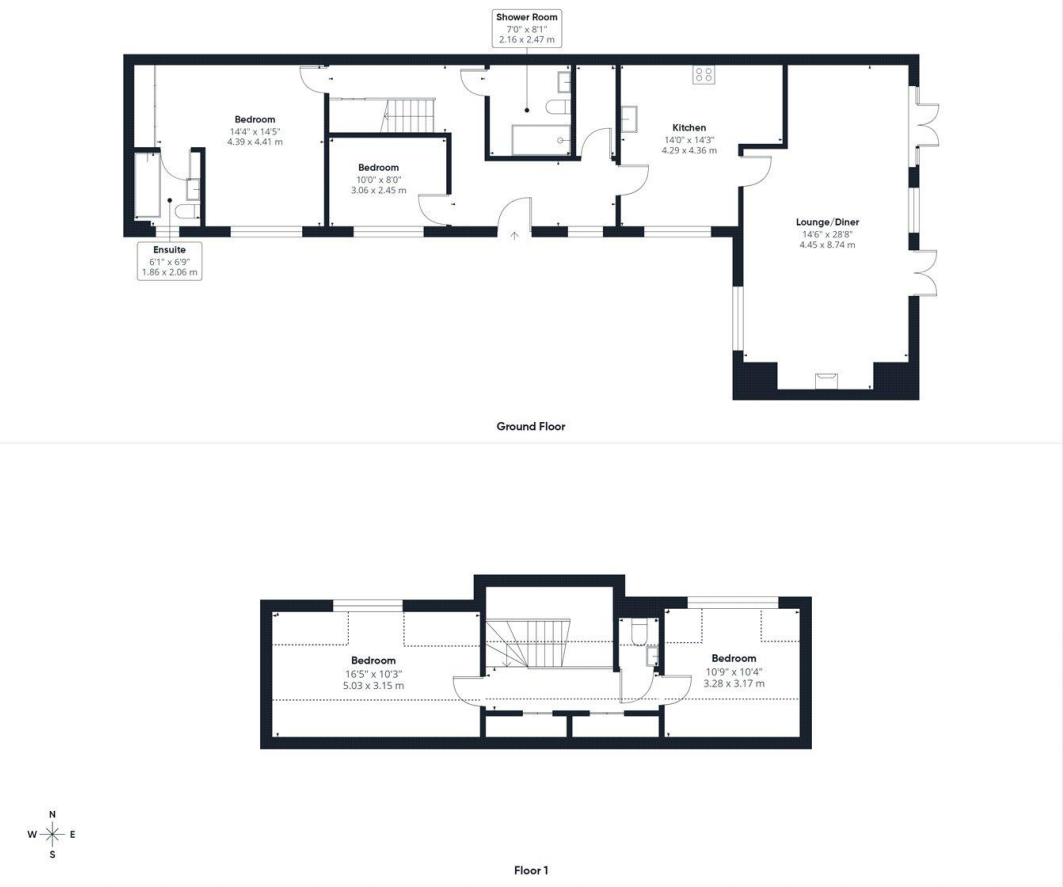 Shower Room
7'0" x 8'1"
2.16 x 2.47 m
Bedroom
14'4" x 14'5"
4.39 x 4.41 m
Kitchen
14'0" x 14'3"
4.29 x 4.36 m
Bedroom
10'0" x 8'0"
3.06 x 2.45 m
Lounge/Diner
14'6" x 28'8"
4.45 x 8.74 m
Ensuite
6'1" x 6'9"
1.86 x 2.06 m
Ground Floor
Bedroom
16'5" x 10'3"
5.03 x 3.15 m
Bedroom
10'9" x 10'4"
3.28 x 3.17 m
N
W E
S
Floor 1